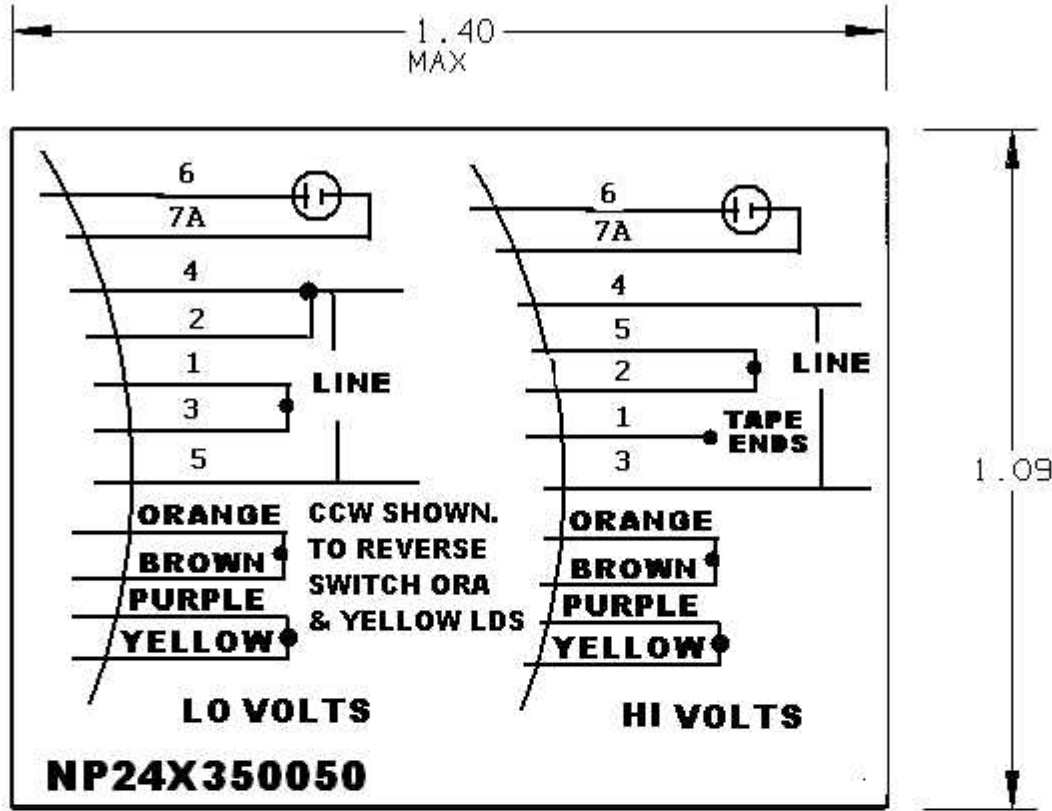 1.40
MAX
6
7A
4
2
1
3
5
LINE
ORANGE
BROWN
PURPLE
YELLOW
CCW SHOWN.
TO REVERSE
SWITCH ORA
& YELLOW LDS
LO VOLTS
6
7A
4
5
2
1
3
LINE
TAPE
ENDS
ORANGE
BROWN
PURPLE
YELLOW
HI VOLTS
NP24X350050
1.09